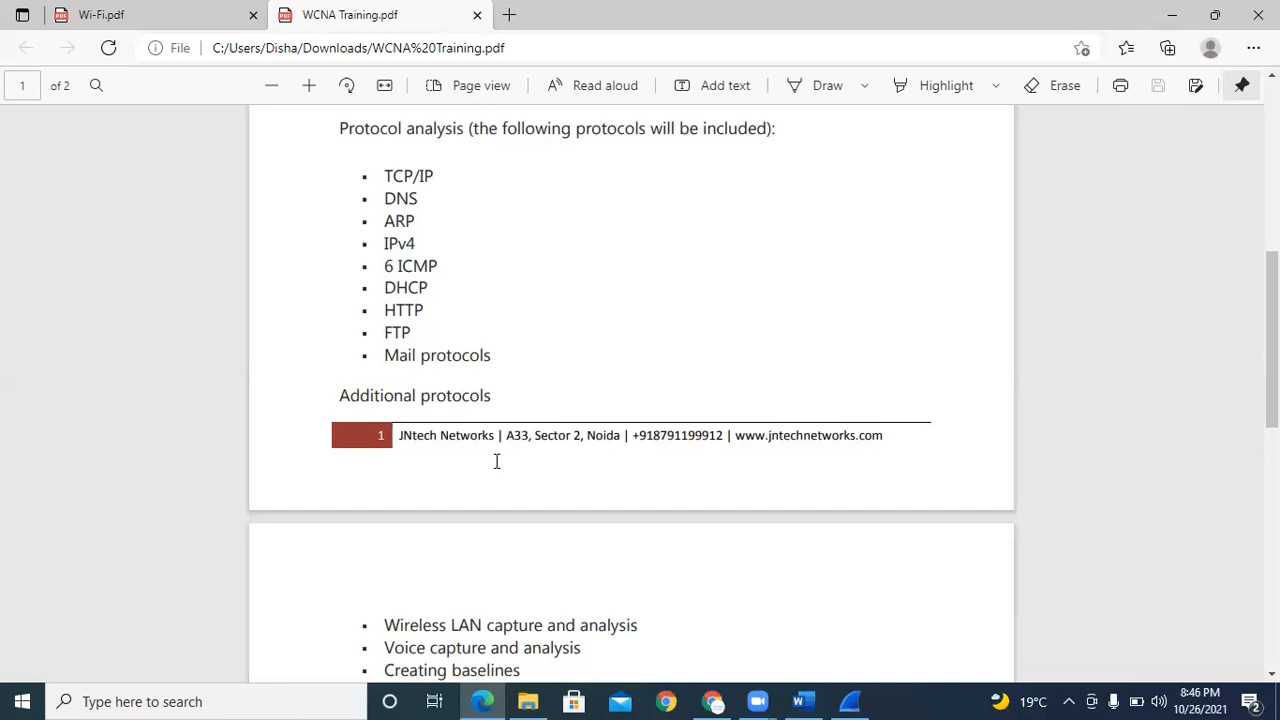 Wi-Fi.pdf
WCNA Training.pdf
File
C:/Users/Disha/Downloads/WCNA%20Training.pdf
1 of 2
Page view
Read aloud
Add text
Draw
Highlight
Erase
Protocol analysis (the following protocols will be included):
▪ TCP/IP
▪ DNS
▪ ARP
▪ IPv4
▪ 6 ICMP
▪ DHCP
▪ HTTP
▪ FTP
▪ Mail protocols
Additional protocols
1 JNtech Networks | A33, Sector 2, Noida | +918791199912 | www.jntechnetworks.com
▪ Wireless LAN capture and analysis
▪ Voice capture and analysis
▪ Creating baselines
Type here to search
19°C
8:46 PM
10/26/2021
2